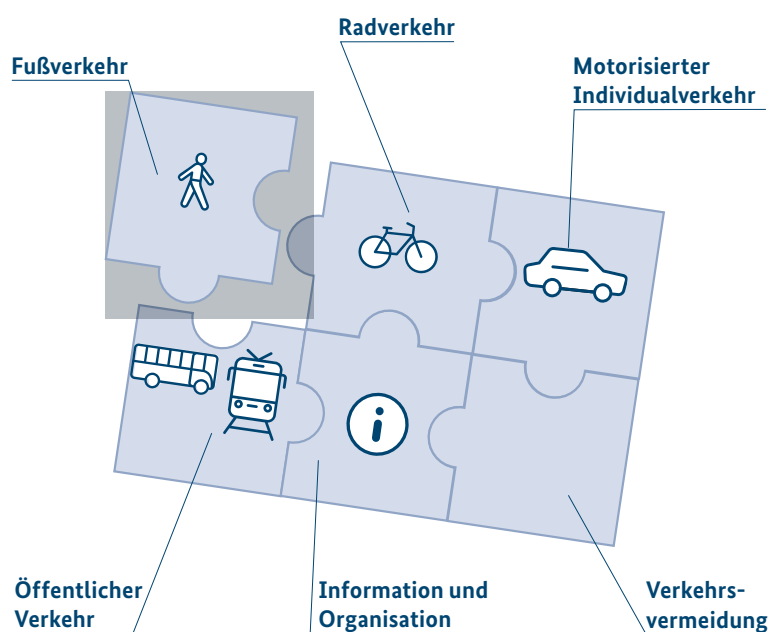 Radverkehr
Fußverkehr
Motorisierter
Individualverkehr
Öffentlicher
Verkehr
Information und
Organisation
Verkehrs-
vermeidung